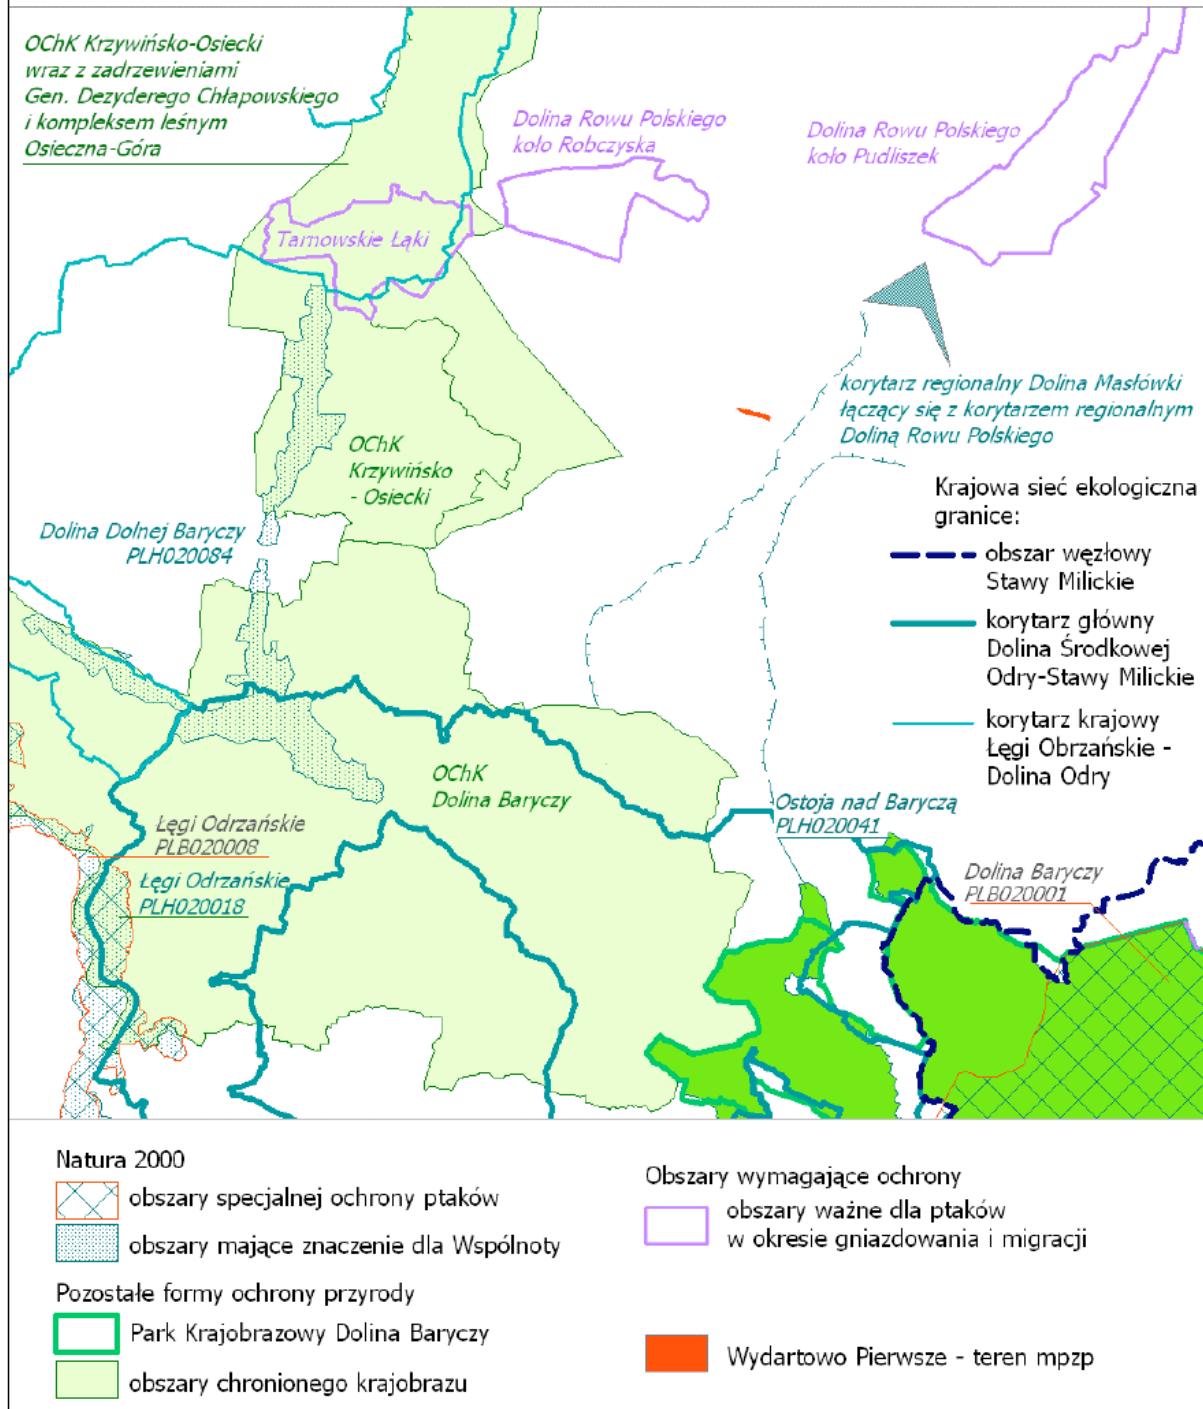 OChK Krzywińsko-Osiecki
wraz z zadrzewieniami
Gen. Dezyderego Chłapowskiego
i kompleksem leśnym
Osieczna-Góra
Dolina Rowu Polskiego
koło Robczyska
Dolina Rowu Polskiego
koło Pudliszek
Tarnowskie Łąki
korytarz regionalny Dolina Masłówki
łączący się z korytarzem regionalnym
Doliną Rowu Polskiego
OChK
Krzywińsko
- Osiecki
Dolina Dolnej Baryczy
PLH020084
Krajowa sieć ekologiczna
granice:
obszar węzłowy
Stawy Milickie
korytarz główny
Dolina Środkowej
Odry-Stawy Milickie
korytarz krajowy
Łęgi Obrzańskie -
Dolina Odry
OChK
Dolina Baryczy
Ostoja nad Baryczą
PLH020041
Łęgi Odrzańskie
PLB020008
Łęgi Odrzańskie
PLH020018
Dolina Baryczy
PLB020001
Natura 2000
obszary specjalnej ochrony ptaków
obszary mające znaczenie dla Wspólnoty
Pozostałe formy ochrony przyrody
Park Krajobrazowy Dolina Baryczy
obszary chronionego krajobrazu
Obszary wymagające ochrony
obszary ważne dla ptaków
w okresie gniazdowania i migracji
Wydartowo Pierwsze - teren mpzp